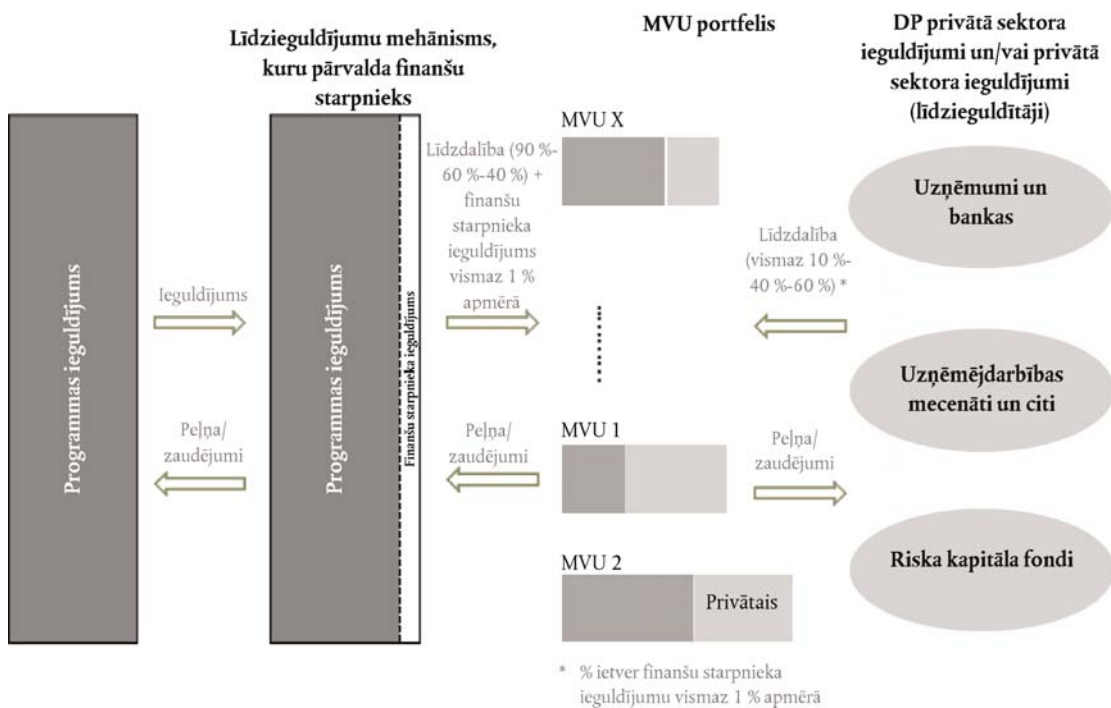 Līdzieguldījumu mehānisms,
kuru pārvalda finanšu
starpnieks
MVU portfelis
DP privātā sektora
ieguldījumi un/vai privātā
sektora ieguldījumi
(līdzieguldītāji)
Programmas ieguldījums
Ieguldījums
Peļņa/
zaudējumi
Programmas ieguldījums
Finanšu starpnieka ieguldījums
Līdzdalība (90 %-
60 %-40 %) +
finanšu
starpnieka
ieguldījums
vismaz 1 %
apmērā
Peļņa/
zaudējumi
MVU X
MVU 1
MVU 2
Privātais
Līdzdalība
(vismaz 10 %-
40 %-60 %) *
Peļņa/
zaudējumi
Uzņēmumi un
bankas
Uzņēmējdarbības
mecenāti un citi
Riska kapitāla fondi
* % ietver finanšu starpnieka
ieguldījumu vismaz 1 % apmērā